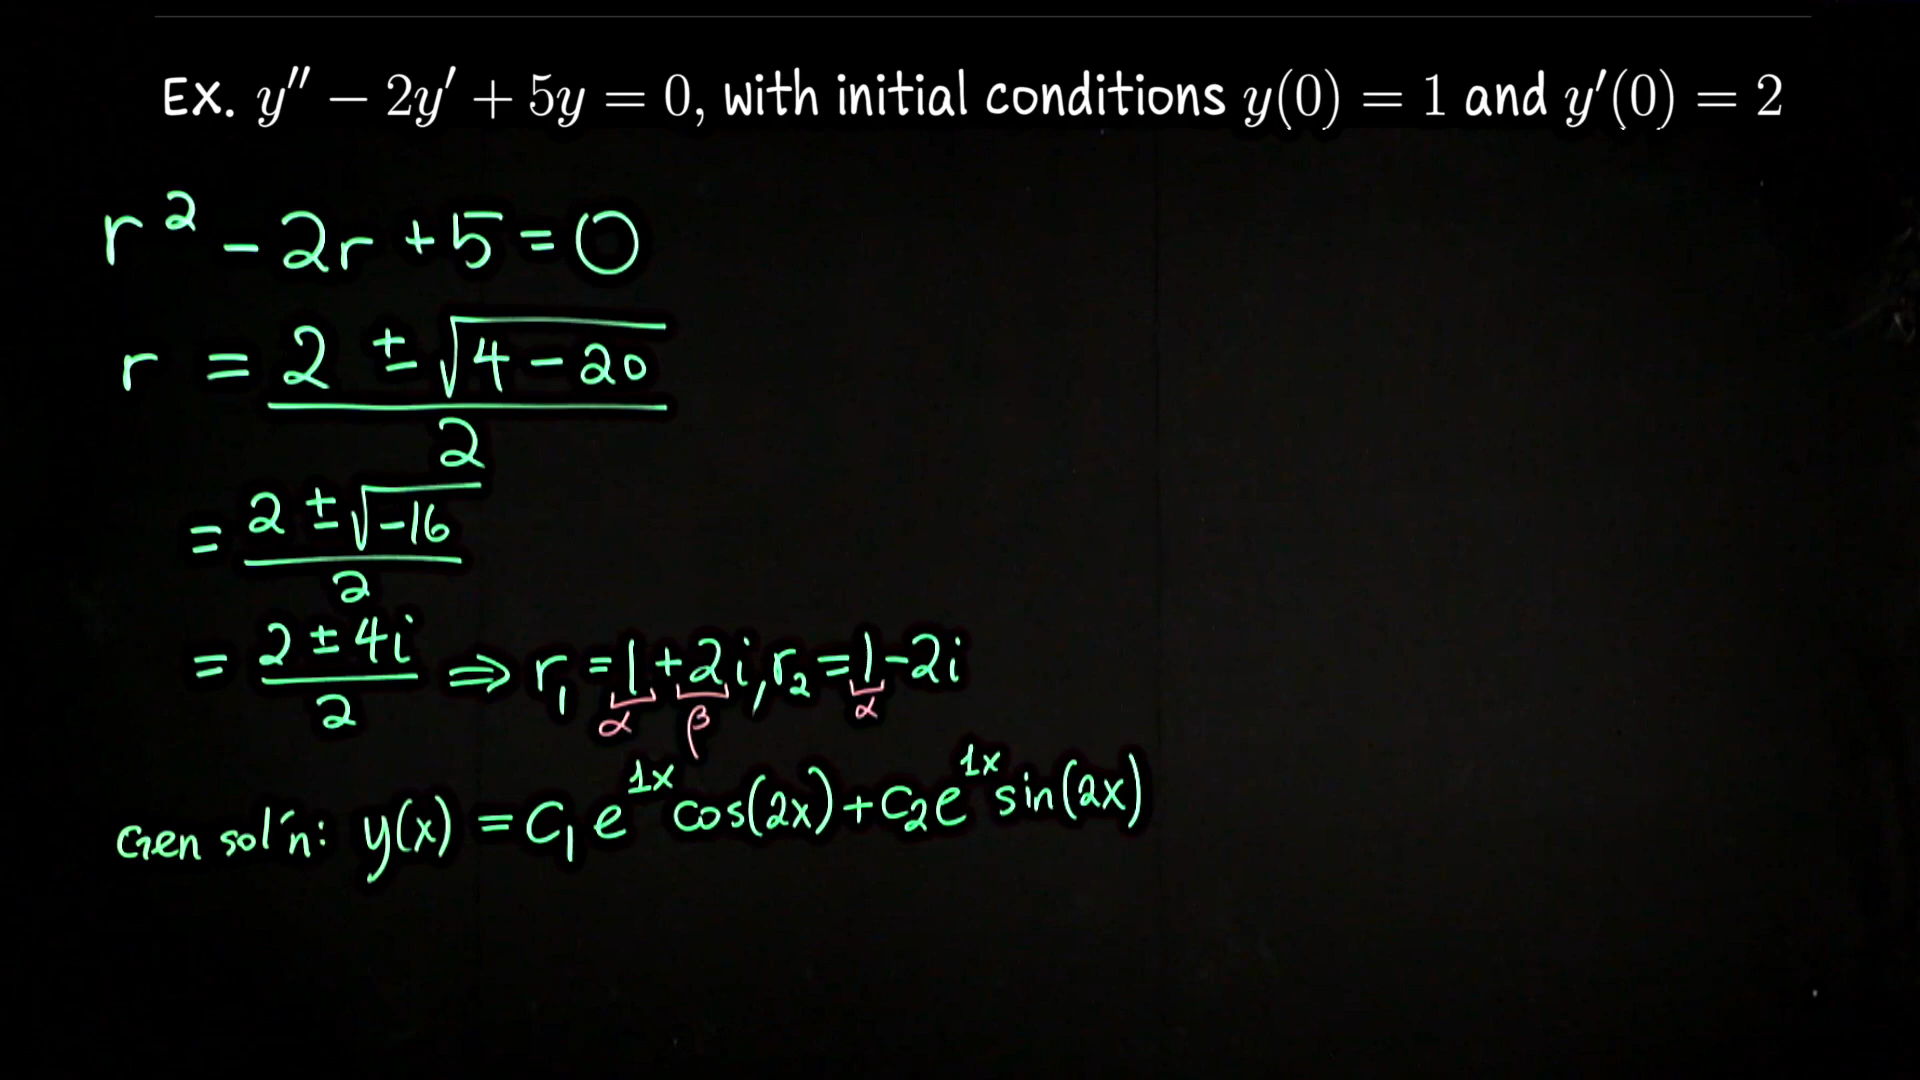 Ex. y″ − 2y′ + 5y = 0, with initial conditions y(0) = 1 and y′(0) = 2
r² − 2r + 5 = 0
r = (2 ± √(4 − 20)) / 2
= (2 ± √(−16)) / 2
= (2 ± 4i) / 2 ⇒ r₁ = 1 + 2i, r₂ = 1 − 2i
α β α
Gen sol'n: y(x) = C₁ e^(1x) cos(2x) + C₂ e^(1x) sin(2x)